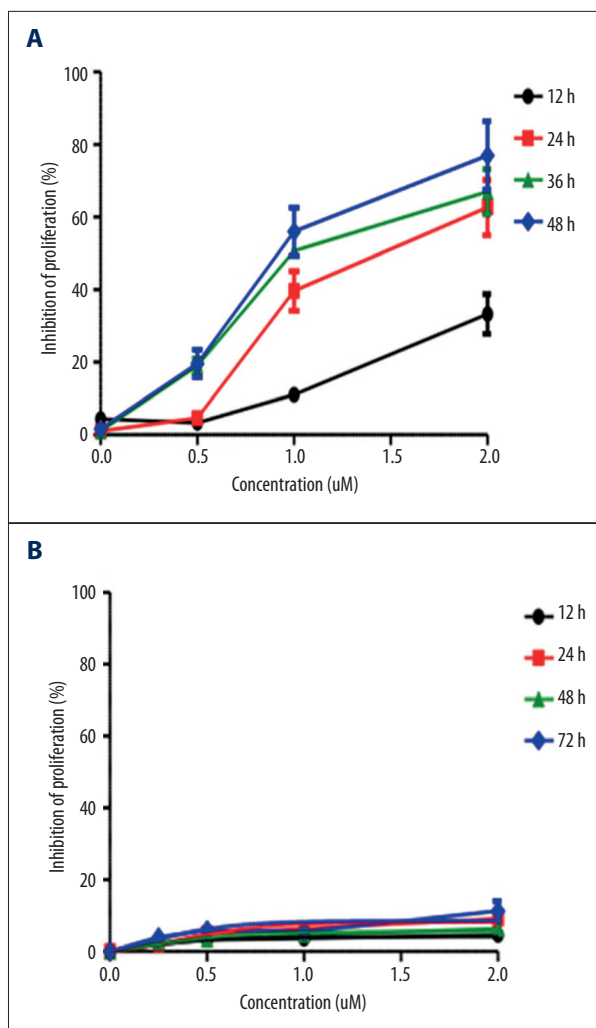 A
100
80
60
40
20
0
Inhibition of proliferation (%)
0.0 0.5 1.0 1.5 2.0
Concentration (uM)
12 h
24 h
36 h
48 h
B
100
80
60
40
20
0
Inhibition of proliferation (%)
0.0 0.5 1.0 1.5 2.0
Concentration (uM)
12 h
24 h
48 h
72 h